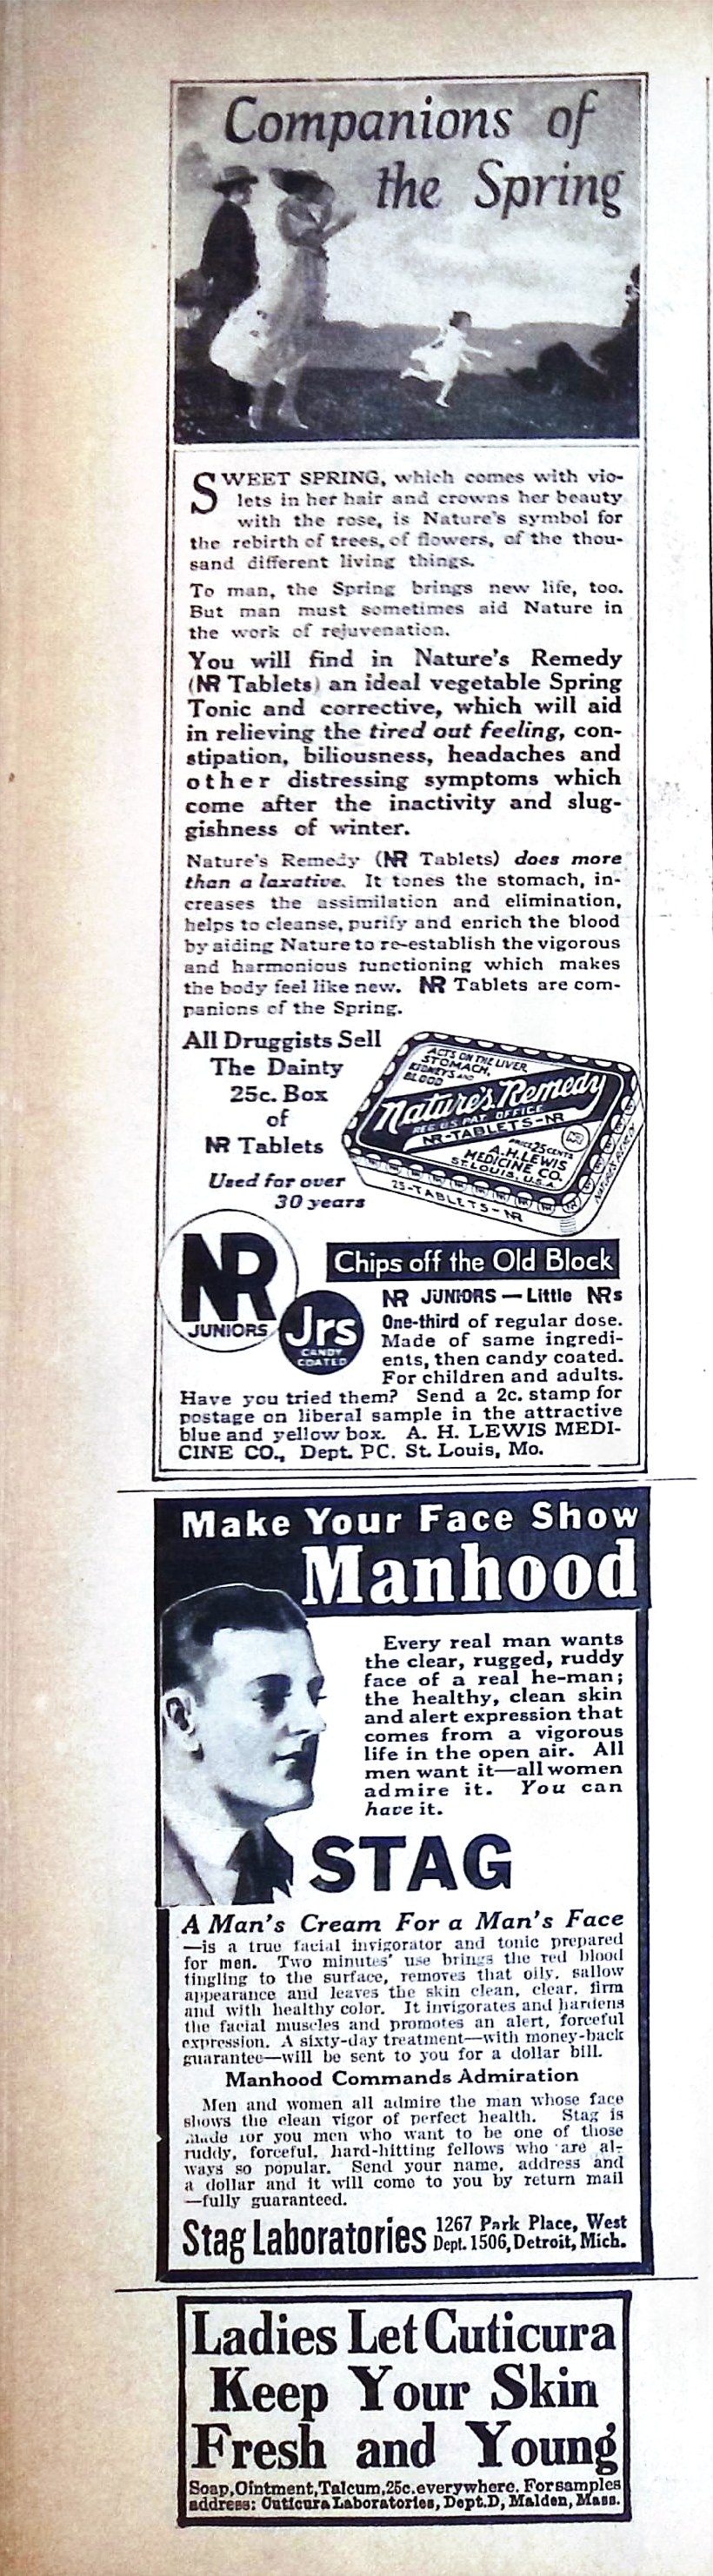 Companions of
the Spring
SWEET SPRING, which comes with vio-
lets in her hair and crowns her beauty
with the rose, is Nature's symbol for
the rebirth of trees, of flowers, of the thou-
sand different living things.
To man, the Spring brings new life, too.
But man must sometimes aid Nature in
the work of rejuvenation.
You will find in Nature's Remedy
(NR Tablets) an ideal vegetable Spring
Tonic and corrective, which will aid
in relieving the tired out feeling, con-
stipation, biliousness, headaches and
other distressing symptoms which
come after the inactivity and slug-
gishness of winter.
Nature's Remedy (NR Tablets) does more
than a laxative. It tones the stomach, in-
creases the assimilation and elimination,
helps to cleanse, purify and enrich the blood
by aiding Nature to re-establish the vigorous
and harmonious functioning which makes
the body feel like new. NR Tablets are com-
panions of the Spring.
All Druggists Sell
The Dainty
25c. Box
of
NR Tablets
Used for over
30 years
ACTS ON THE LIVER
STOMACH,
KIDNEYS AND
BLOOD
Nature's Remedy
REG. U.S. PAT. OFFICE
NR-TABLETS-NR
PRICE 25 CENTS
A.H. LEWIS
MEDICINE CO.
ST. LOUIS, U.S.A.
25-TABLETS-NR
NR
JUNIORS
Jrs
CANDY
COATED
Chips off the Old Block
NR JUNIORS — Little NRs
One-third of regular dose.
Made of same ingredi-
ents, then candy coated.
For children and adults.
Have you tried them? Send a 2c. stamp for
postage on liberal sample in the attractive
blue and yellow box. A. H. LEWIS MEDI-
CINE CO., Dept. PC. St. Louis, Mo.
Make Your Face Show
Manhood
Every real man wants
the clear, rugged, ruddy
face of a real he-man;
the healthy, clean skin
and alert expression that
comes from a vigorous
life in the open air. All
men want it—all women
admire it. You can
have it.
STAG
A Man's Cream For a Man's Face
—is a true facial invigorator and tonic prepared
for men. Two minutes' use brings the red blood
tingling to the surface, removes that oily, sallow
appearance and leaves the skin clean, clear, firm
and with healthy color. It invigorates and hardens
the facial muscles and promotes an alert, forceful
expression. A sixty-day treatment—with money-back
guarantee—will be sent to you for a dollar bill.
Manhood Commands Admiration
Men and women all admire the man whose face
shows the clean vigor of perfect health. Stag is
made for you men who want to be one of those
ruddy, forceful, hard-hitting fellows who are al-
ways so popular. Send your name, address and
a dollar and it will come to you by return mail
—fully guaranteed.
Stag Laboratories 1267 Park Place, West
Dept. 1506, Detroit, Mich.
Ladies Let Cuticura
Keep Your Skin
Fresh and Young
Soap, Ointment, Talcum, 25c. everywhere. For samples
address: Cuticura Laboratories, Dept. D, Malden, Mass.